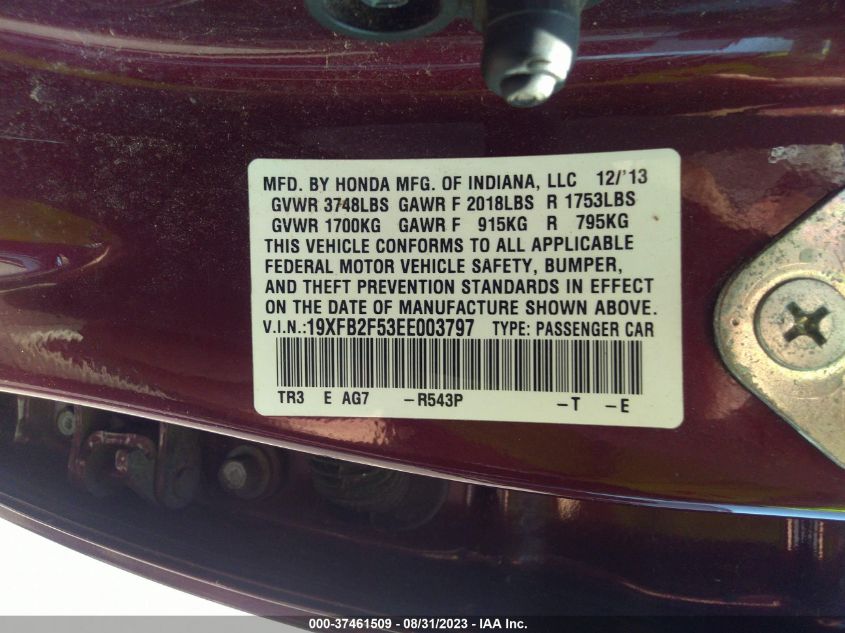 MFD. BY HONDA MFG. OF INDIANA, LLC 12/'13
GVWR 3748LBS GAWR F 2018LBS R 1753LBS
GVWR 1700KG GAWR F 915KG R 795KG
THIS VEHICLE CONFORMS TO ALL APPLICABLE
FEDERAL MOTOR VEHICLE SAFETY, BUMPER,
AND THEFT PREVENTION STANDARDS IN EFFECT
ON THE DATE OF MANUFACTURE SHOWN ABOVE.
V.I.N.:19XFB2F53EE003797 TYPE: PASSENGER CAR
TR3 E AG7 –R543P –T –E
000-37461509 - 08/31/2023 - IAA Inc.